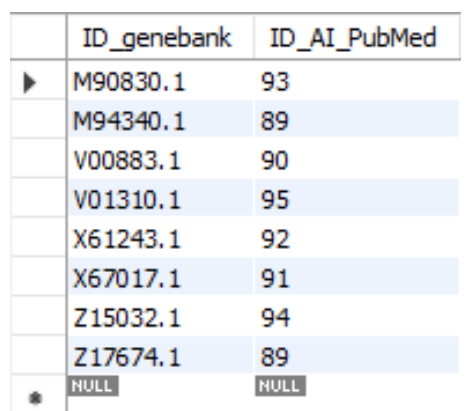 ID_genebank ID_AI_PubMed
M90830.1 93
M94340.1 89
V00883.1 90
V01310.1 95
X61243.1 92
X67017.1 91
Z15032.1 94
Z17674.1 89
NULL NULL